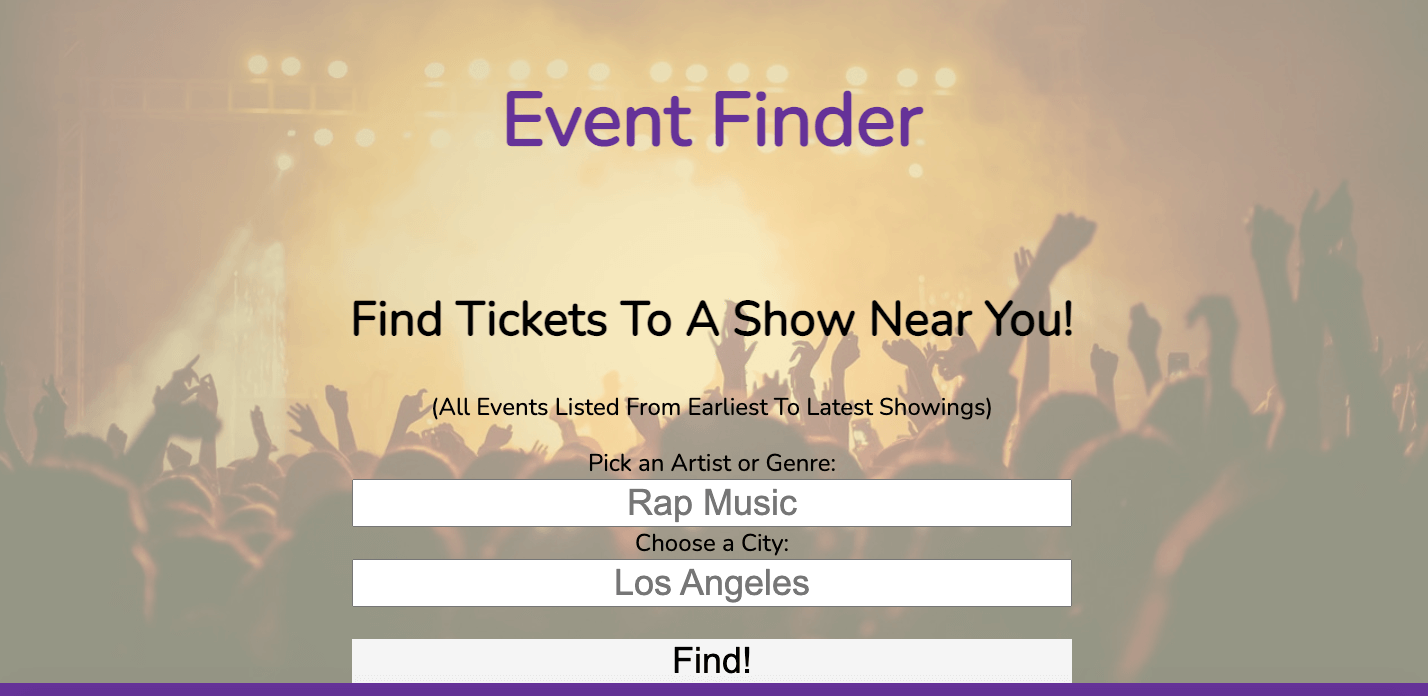 Event Finder
Find Tickets To A Show Near You!
(All Events Listed From Earliest To Latest Showings)
Pick an Artist or Genre:
Rap Music
Choose a City:
Los Angeles
Find!